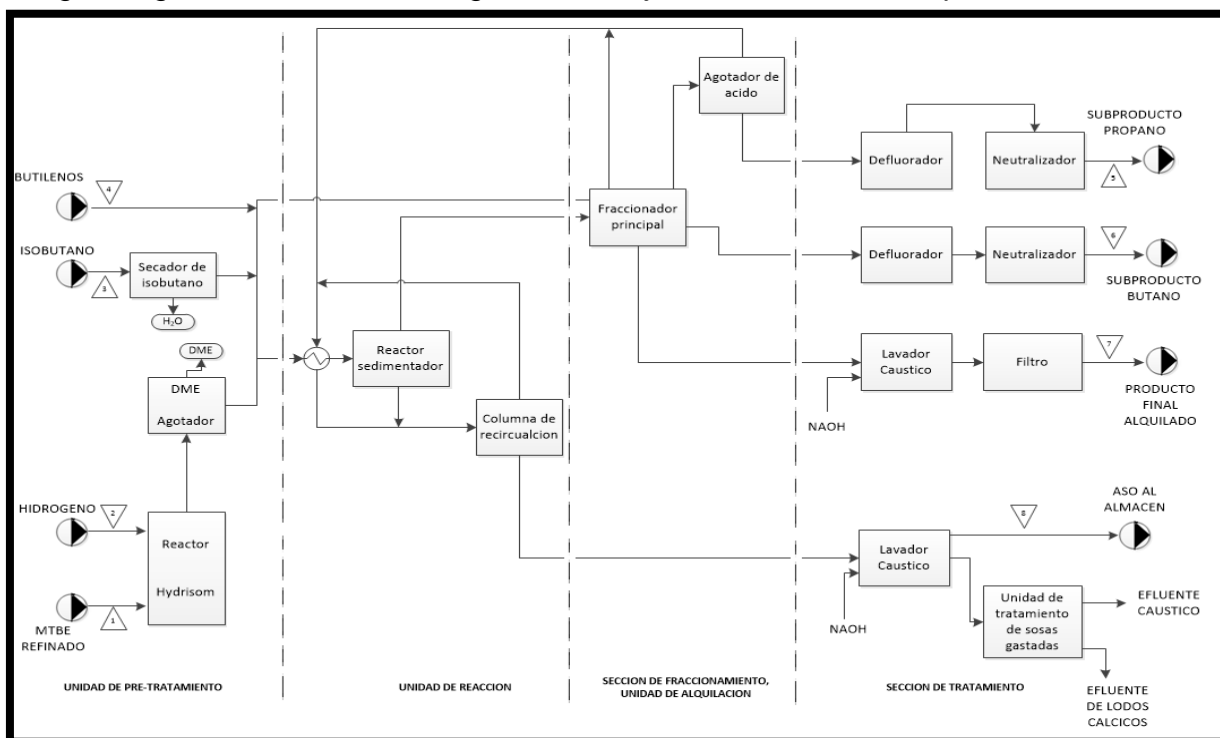 Agotador de
acido
SUBPRODUCTO
PROPANO
Defluorador
Neutralizador
5
BUTILENOS
4
Fraccionador
principal
ISOBUTANO
3
Secador de
isobutano
H₂O
Defluorador
Neutralizador
6
SUBPRODUCTO
BUTANO
DME
DME
Agotador
Reactor
sedimentador
Columna de
recircualcion
Lavador
Caustico
Filtro
7
PRODUCTO
FINAL
ALQUILADO
NAOH
HIDROGENO
2
Reactor
Hydrisom
1
MTBE
REFINADO
ASO AL
ALMACEN
8
Lavador
Caustico
NAOH
Unidad de
tratamiento
de sosas
gastadas
EFLUENTE
CAUSTICO
EFLUENTE
DE LODOS
CALCICOS
UNIDAD DE PRE-TRATAMIENTO
UNIDAD DE REACCION
SECCION DE FRACCIONAMIENTO,
UNIDAD DE ALQUILACION
SECCION DE TRATAMIENTO